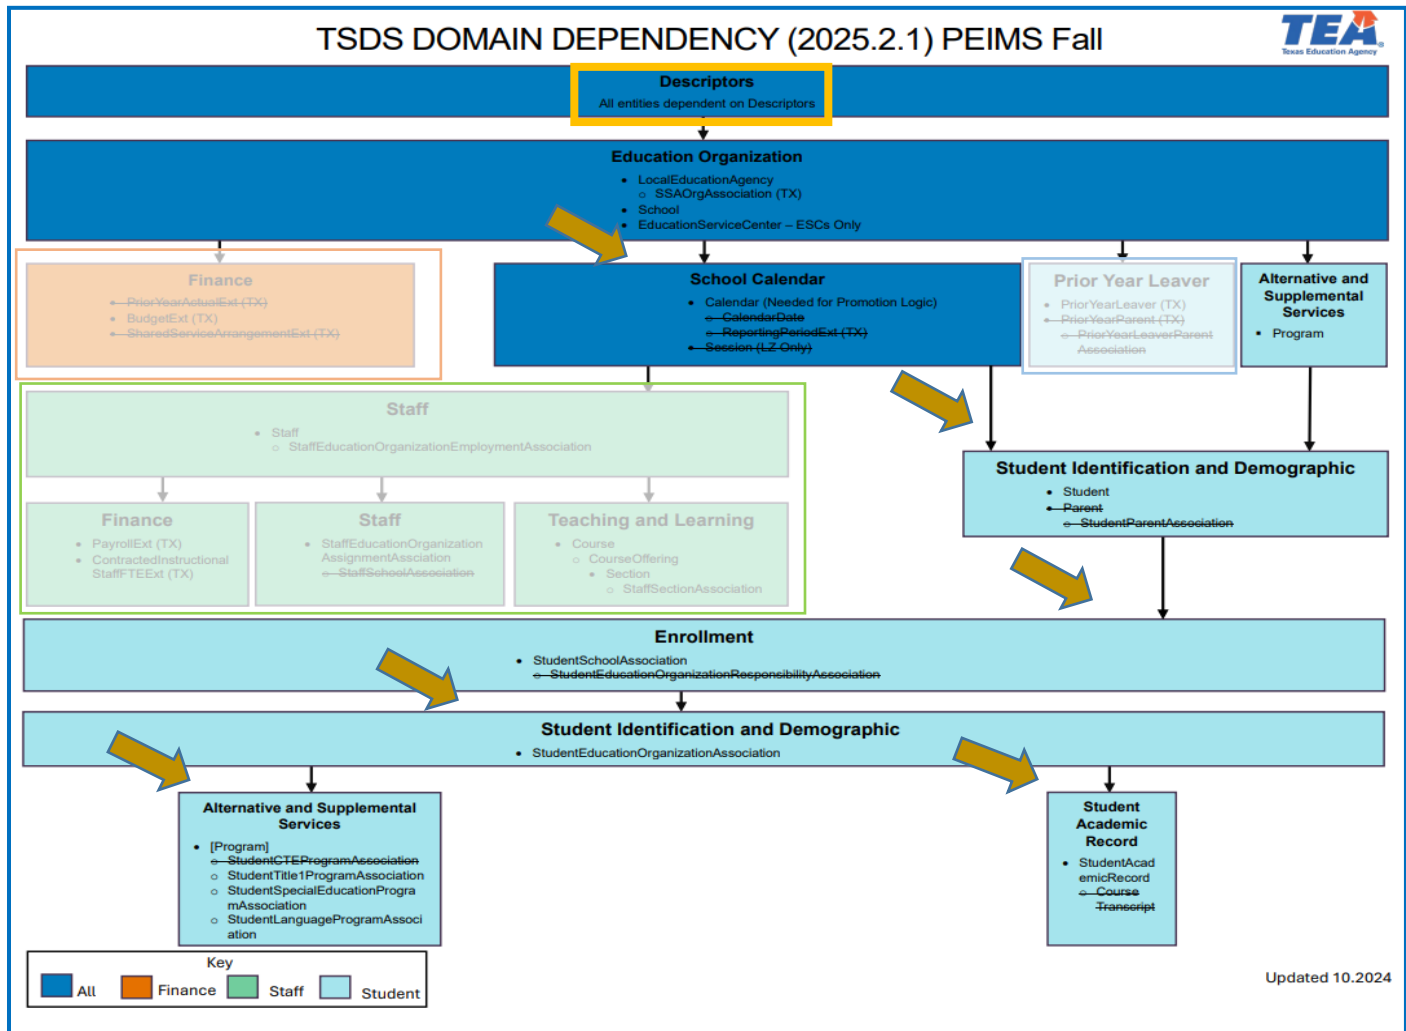 TSDS DOMAIN DEPENDENCY (2025.2.1) PEIMS Fall
TEA
Texas Education Agency
Descriptors
All entities dependent on Descriptors
Education Organization
• LocalEducationAgency
○ SSAOrgAssociation (TX)
• School
• EducationServiceCenter – ESCs Only
Finance
• PriorYearActualExt (TX)
• BudgetExt (TX)
• SharedServiceArrangementExt (TX)
School Calendar
• Calendar (Needed for Promotion Logic)
○ CalendarDate
○ ReportingPeriodExt (TX)
• Session (LZ Only)
Prior Year Leaver
• PriorYearLeaver (TX)
• PriorYearParent (TX)
○ PriorYearLeaverParent
Association
Alternative and
Supplemental
Services
• Program
Staff
• Staff
○ StaffEducationOrganizationEmploymentAssociation
Student Identification and Demographic
• Student
• Parent
○ StudentParentAssociation
Finance
• PayrollExt (TX)
• ContractedInstructional
StaffFTEExt (TX)
Staff
• StaffEducationOrganization
AssignmentAssciation
○ StaffSchoolAssociation
Teaching and Learning
• Course
○ CourseOffering
▪ Section
○ StaffSectionAssociation
Enrollment
• StudentSchoolAssociation
○ StudentEducationOrganizationResponsibilityAssociation
Student Identification and Demographic
• StudentEducationOrganizationAssociation
Alternative and Supplemental
Services
• [Program]
○ StudentCTEProgramAssociation
○ StudentTitle1ProgramAssociation
○ StudentSpecialEducationProgra
mAssociation
○ StudentLanguageProgramAssoci
ation
Student
Academic
Record
• StudentAcad
emicRecord
○ Course
Transcript
Key
All
Finance
Staff
Student
Updated 10.2024